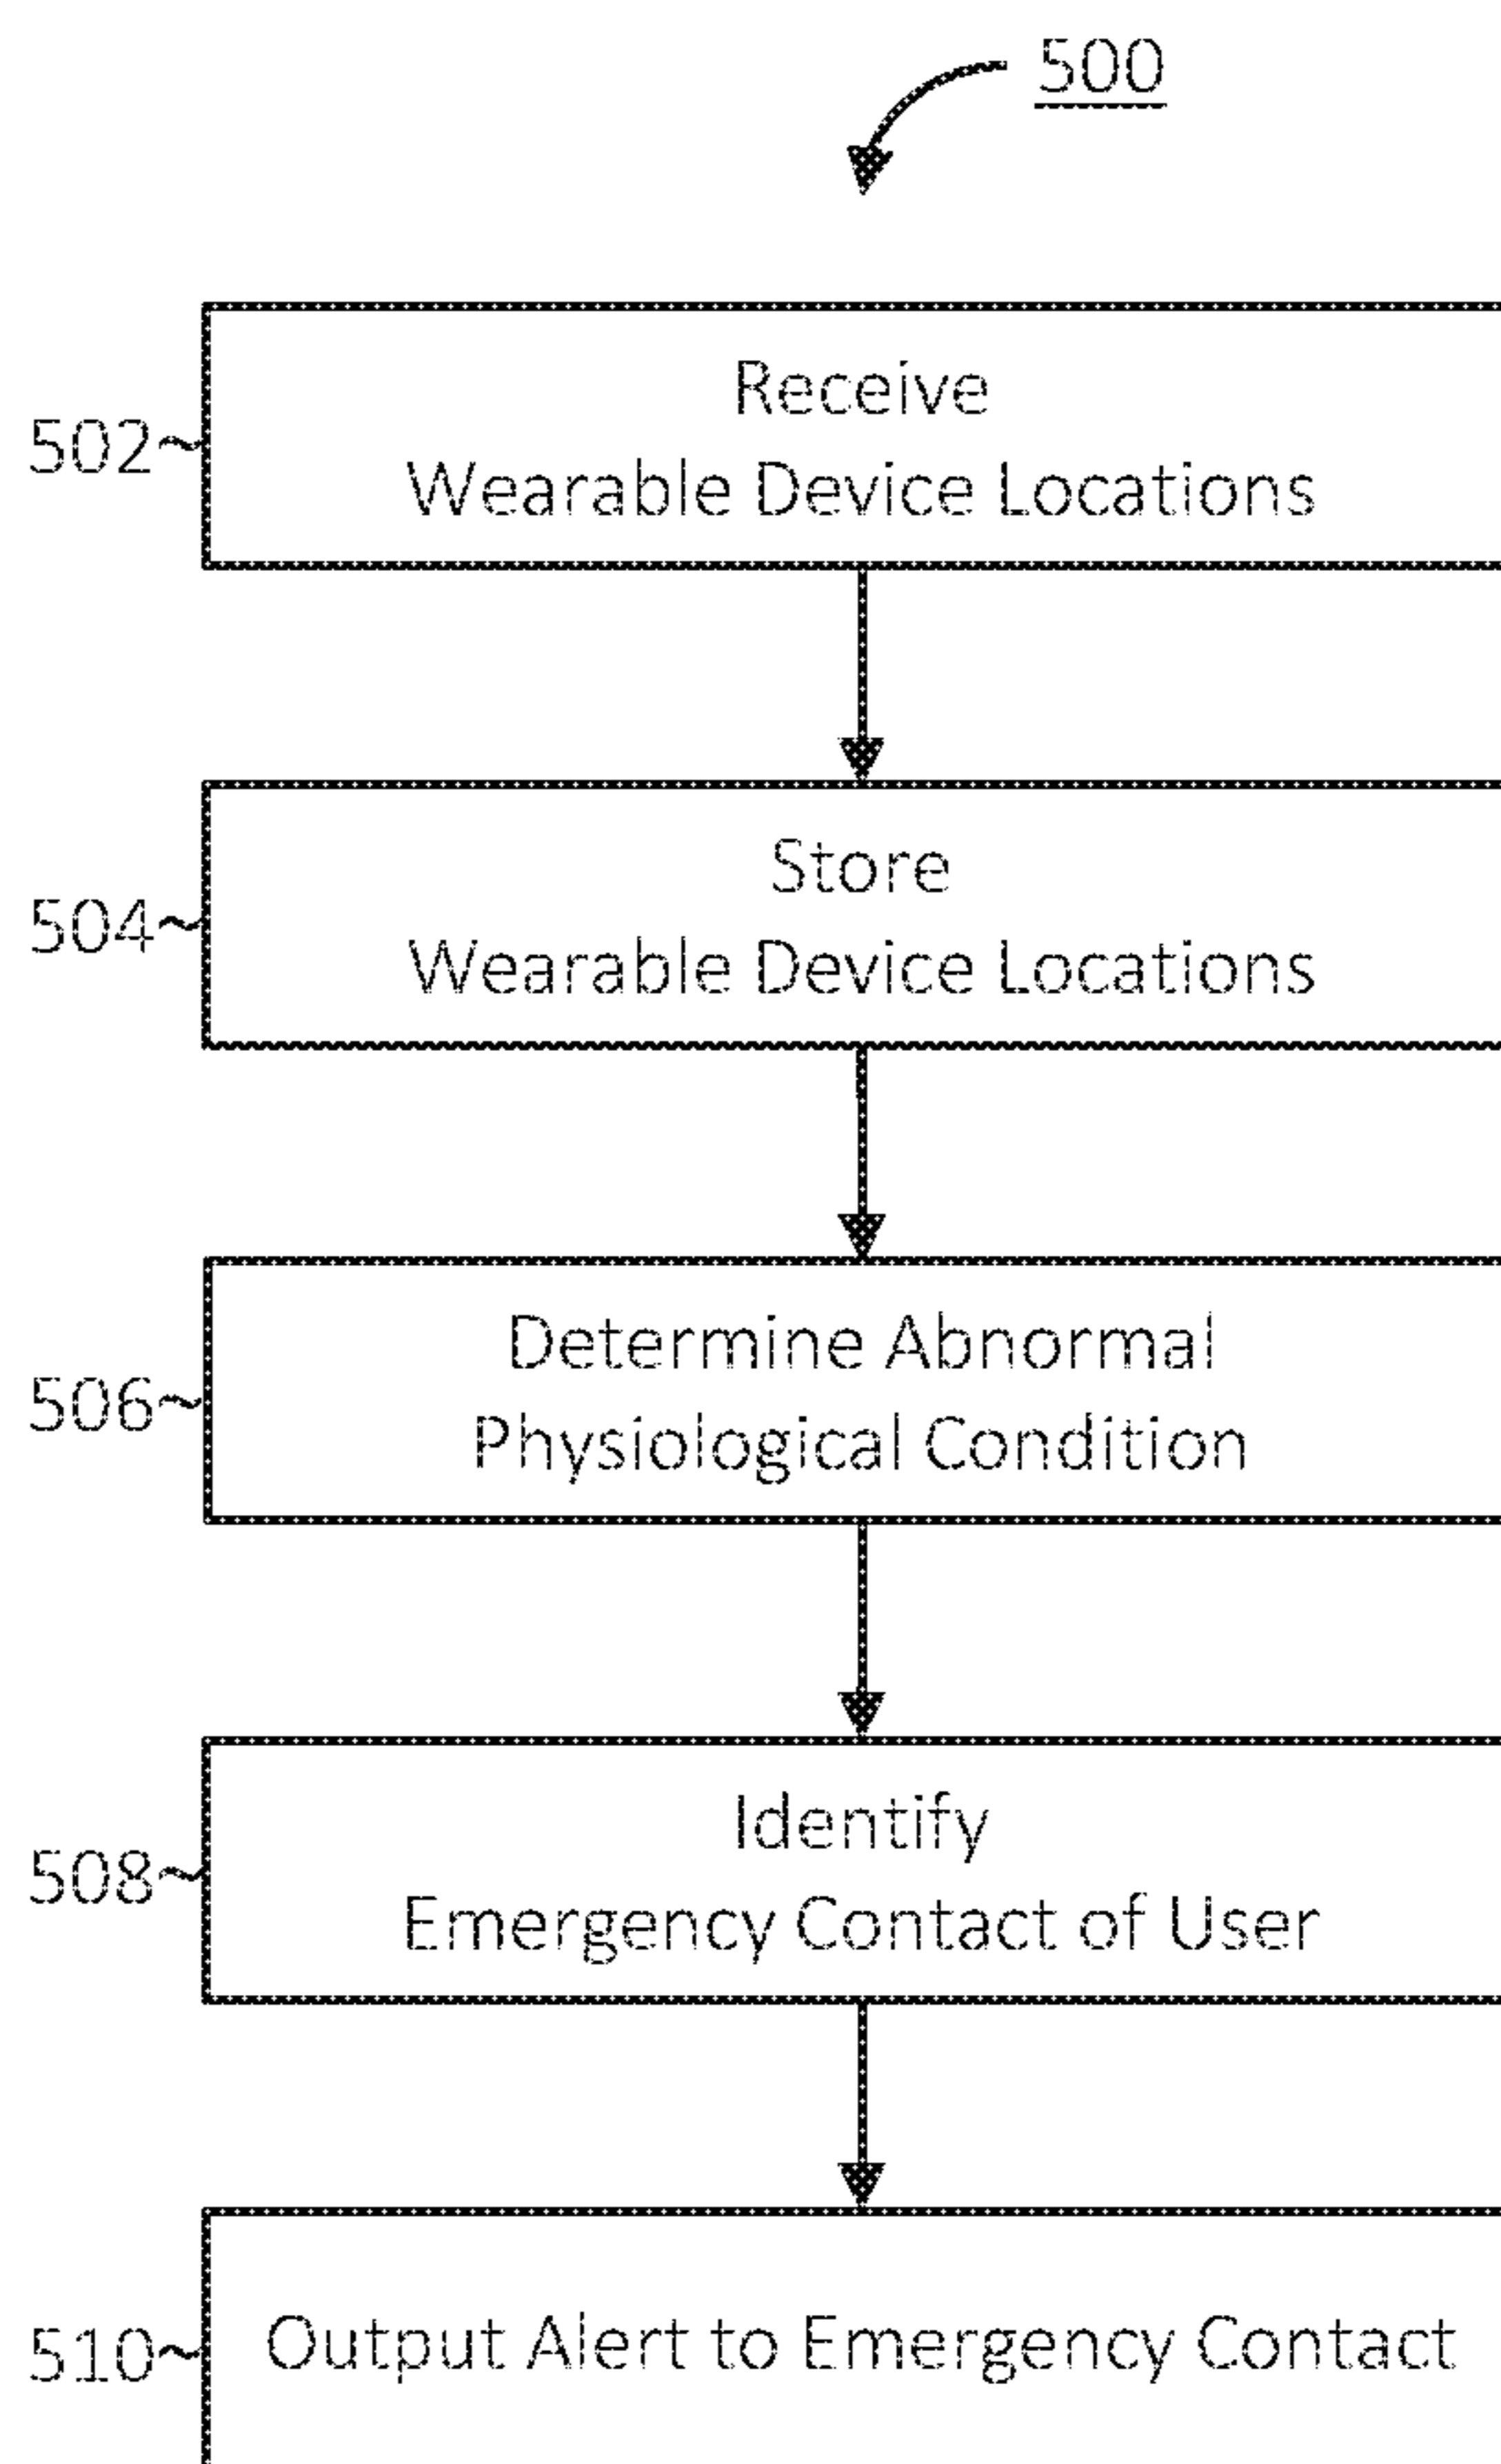 500
Receive
502~
Wearable Device Locations
Store
504~
Wearable Device Locations
Determine Abnormal
506~
Physiological Condition
Identify
508~
Emergency Contact of User
510~
Output Alert to Emergency Contact